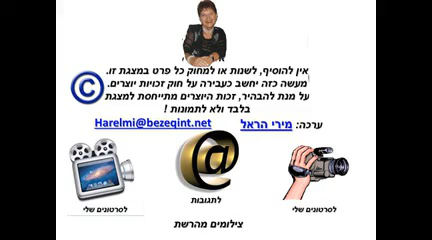 אין להוסיף, לשנות או למחוק כל פרט במצגת זו.
מעשה כזה יחשב כעבירה על חוק זכויות יוצרים.
על מנת להבהיר, זכות היוצרים מתייחסת למצגת
בלבד ולא לתמונות !
ערכה: מירי הראל Harelmi@bezeqint.net
לסרטונים שלי
לתגובות
לסרטונים שלי
צילומים מהרשת